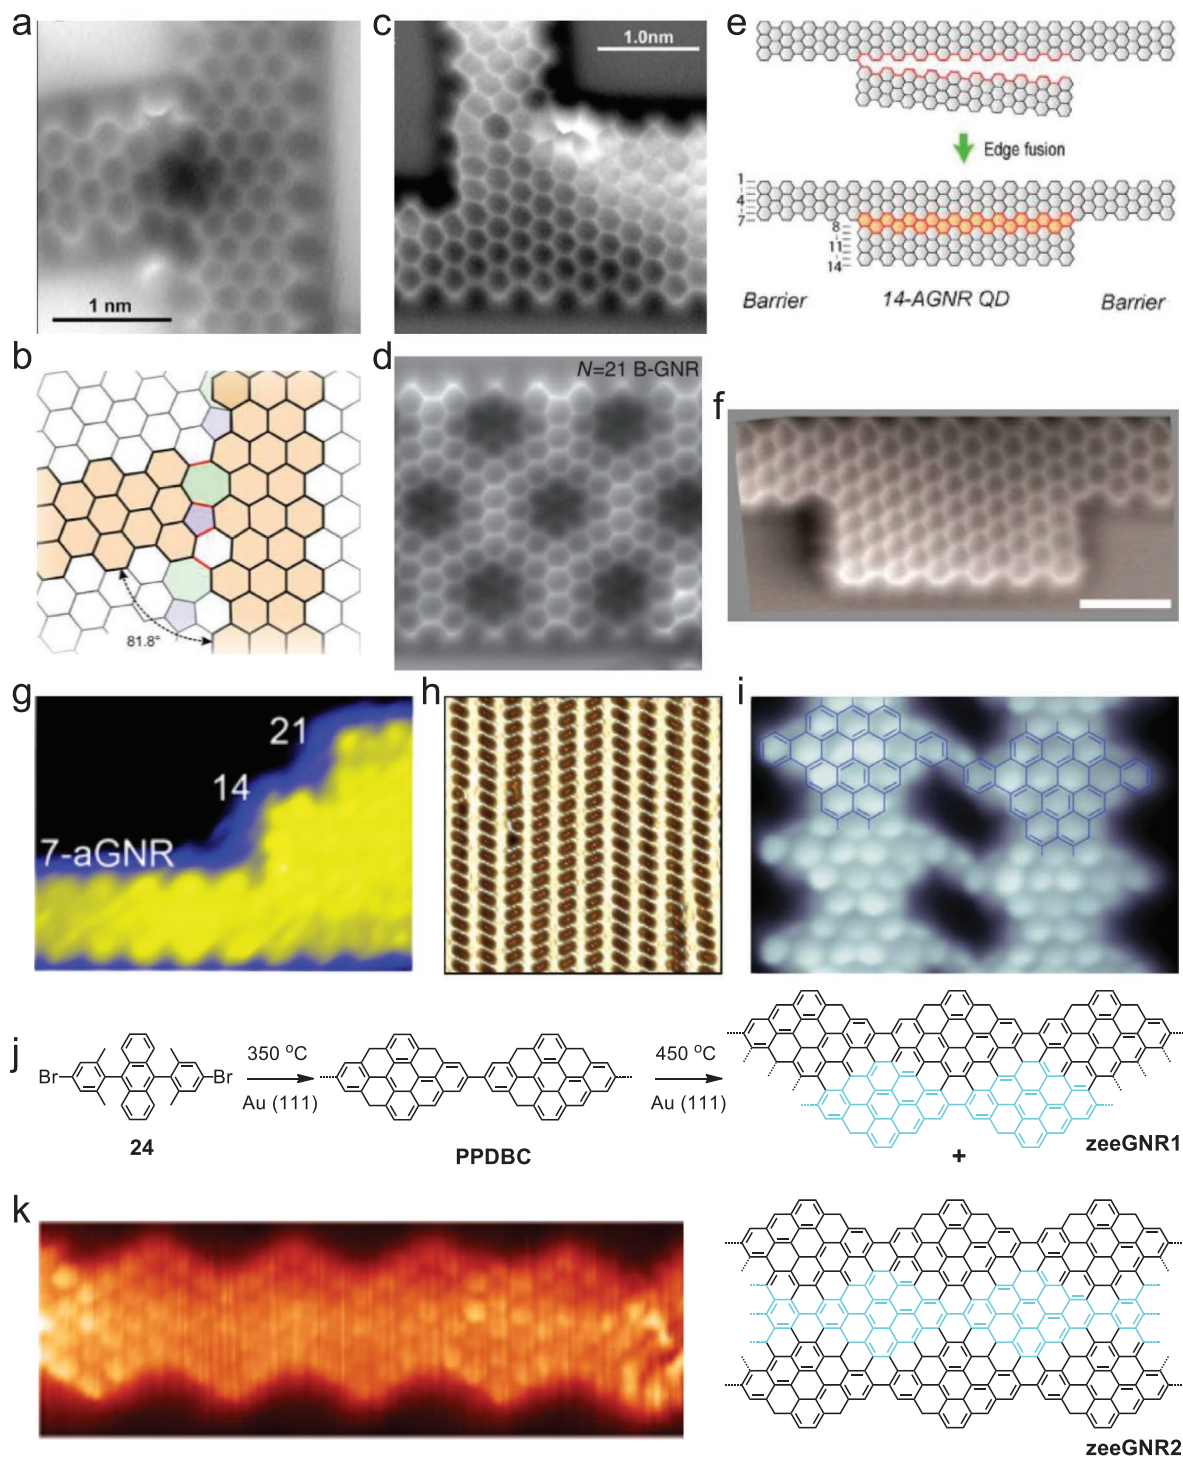 a
1 nm
c
1.0nm
e
Edge fusion
1
4
7
8
11
14
Barrier
14-AGNR QD
Barrier
b
81.8°
d
N=21 B-GNR
f
g
21
14
7-aGNR
h
i
j
Br
Br
24
350 °C
Au (111)
PPDBC
450 °C
Au (111)
zeeGNR1
+
k
zeeGNR2